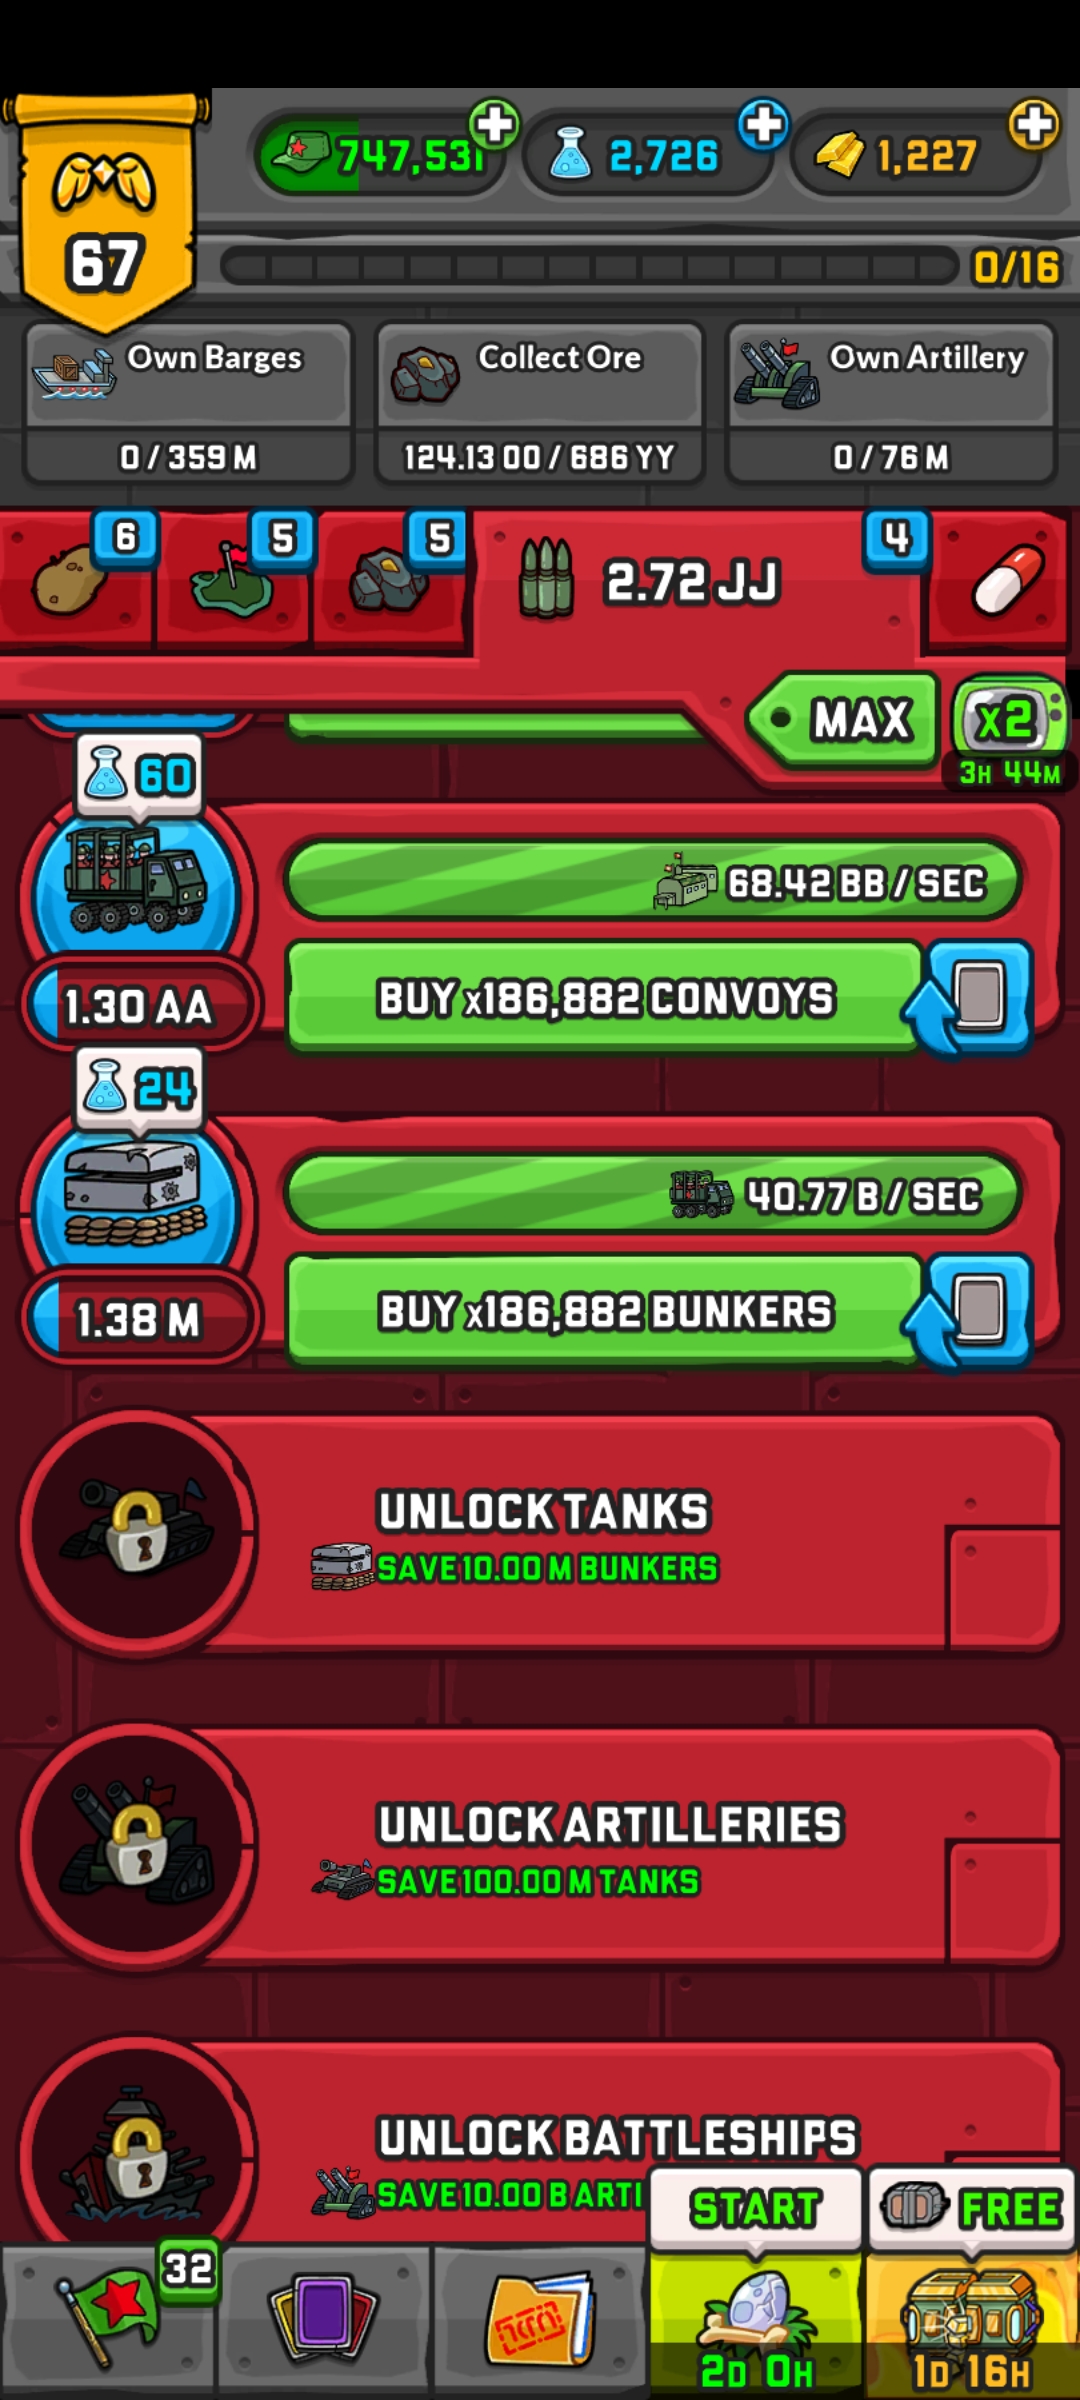 747,531
2,726
1,227
67
0/16
Own Barges
0 / 359 M
Collect Ore
124.13 OO / 686 YY
Own Artillery
0 / 76 M
6
5
5
2.72 JJ
4
MAX
x2
3H 44M
60
68.42 BB / SEC
1.30 AA
BUY x186,882 CONVOYS
24
40.77 B / SEC
1.38 M
BUY x186,882 BUNKERS
UNLOCK TANKS
SAVE 10.00 M BUNKERS
UNLOCK ARTILLERIES
SAVE 100.00 M TANKS
UNLOCK BATTLESHIPS
SAVE 10.00 B ARTI
START
FREE
32
2D 0H
1D 16H